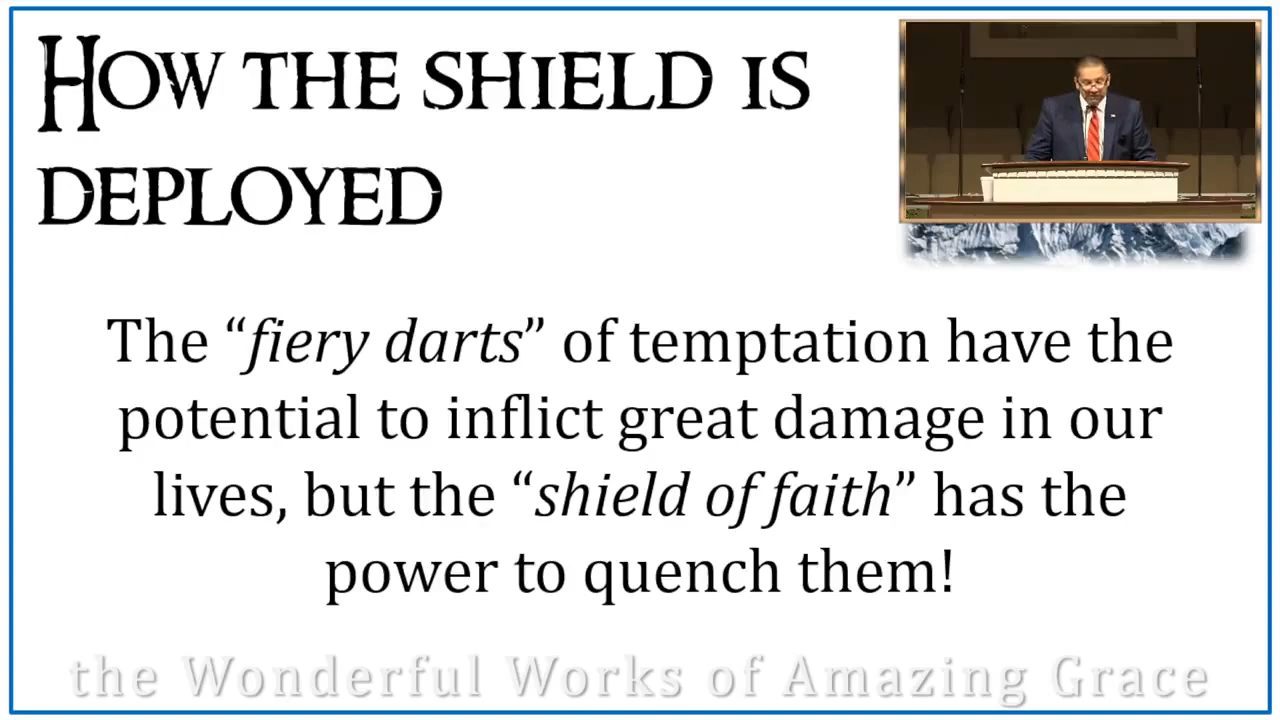 How the shield is
deployed
The “fiery darts” of temptation have the
potential to inflict great damage in our
lives, but the “shield of faith” has the
power to quench them!
the Wonderful Works of Amazing Grace